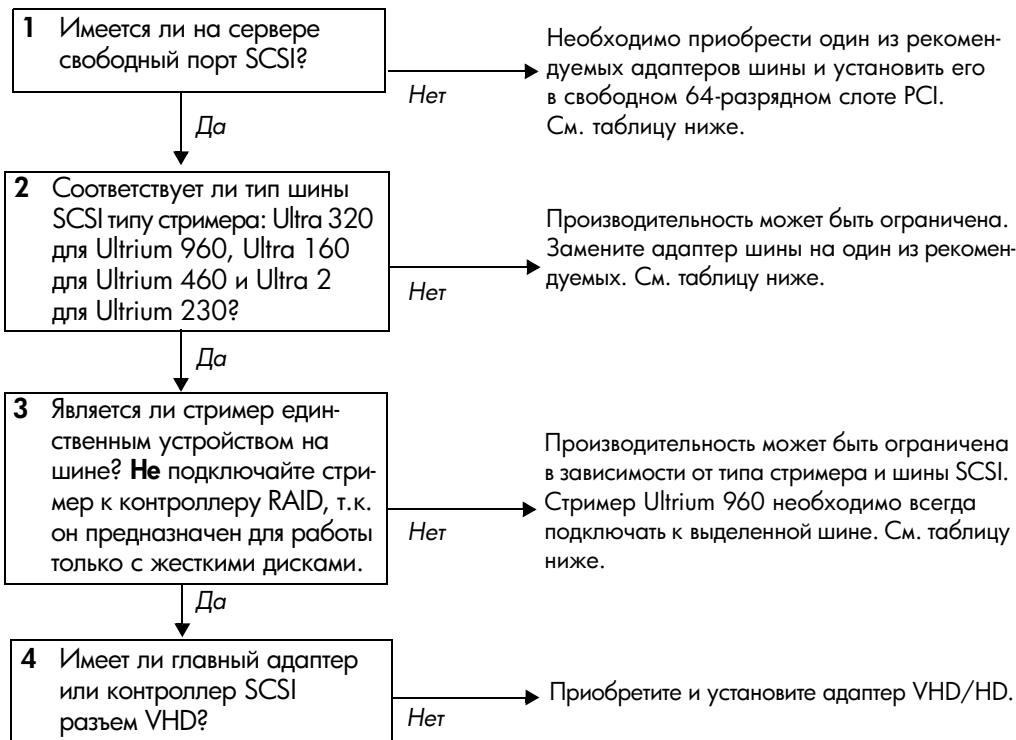 1 Имеется ли на сервере
свободный порт SCSI?
Нет
Необходимо приобрести один из рекомен-
дуемых адаптеров шины и установить его
в свободном 64-разрядном слоте PCI.
См. таблицу ниже.
Да
2 Соответствует ли тип шины
SCSI типу стримера: Ultra 320
для Ultrium 960, Ultra 160
для Ultrium 460 и Ultra 2
для Ultrium 230?
Нет
Производительность может быть ограничена.
Замените адаптер шины на один из рекомен-
дуемых. См. таблицу ниже.
Да
3 Является ли стример един-
ственным устройством на
шине? Не подключайте стри-
мер к контроллеру RAID, т.к.
он предназначен для работы
только с жесткими дисками.
Нет
Производительность может быть ограничена
в зависимости от типа стримера и шины SCSI.
Стример Ultrium 960 необходимо всегда
подключать к выделенной шине. См. таблицу
ниже.
Да
4 Имеет ли главный адаптер
или контроллер SCSI
разъем VHD?
Нет
Приобретите и установите адаптер VHD/HD.